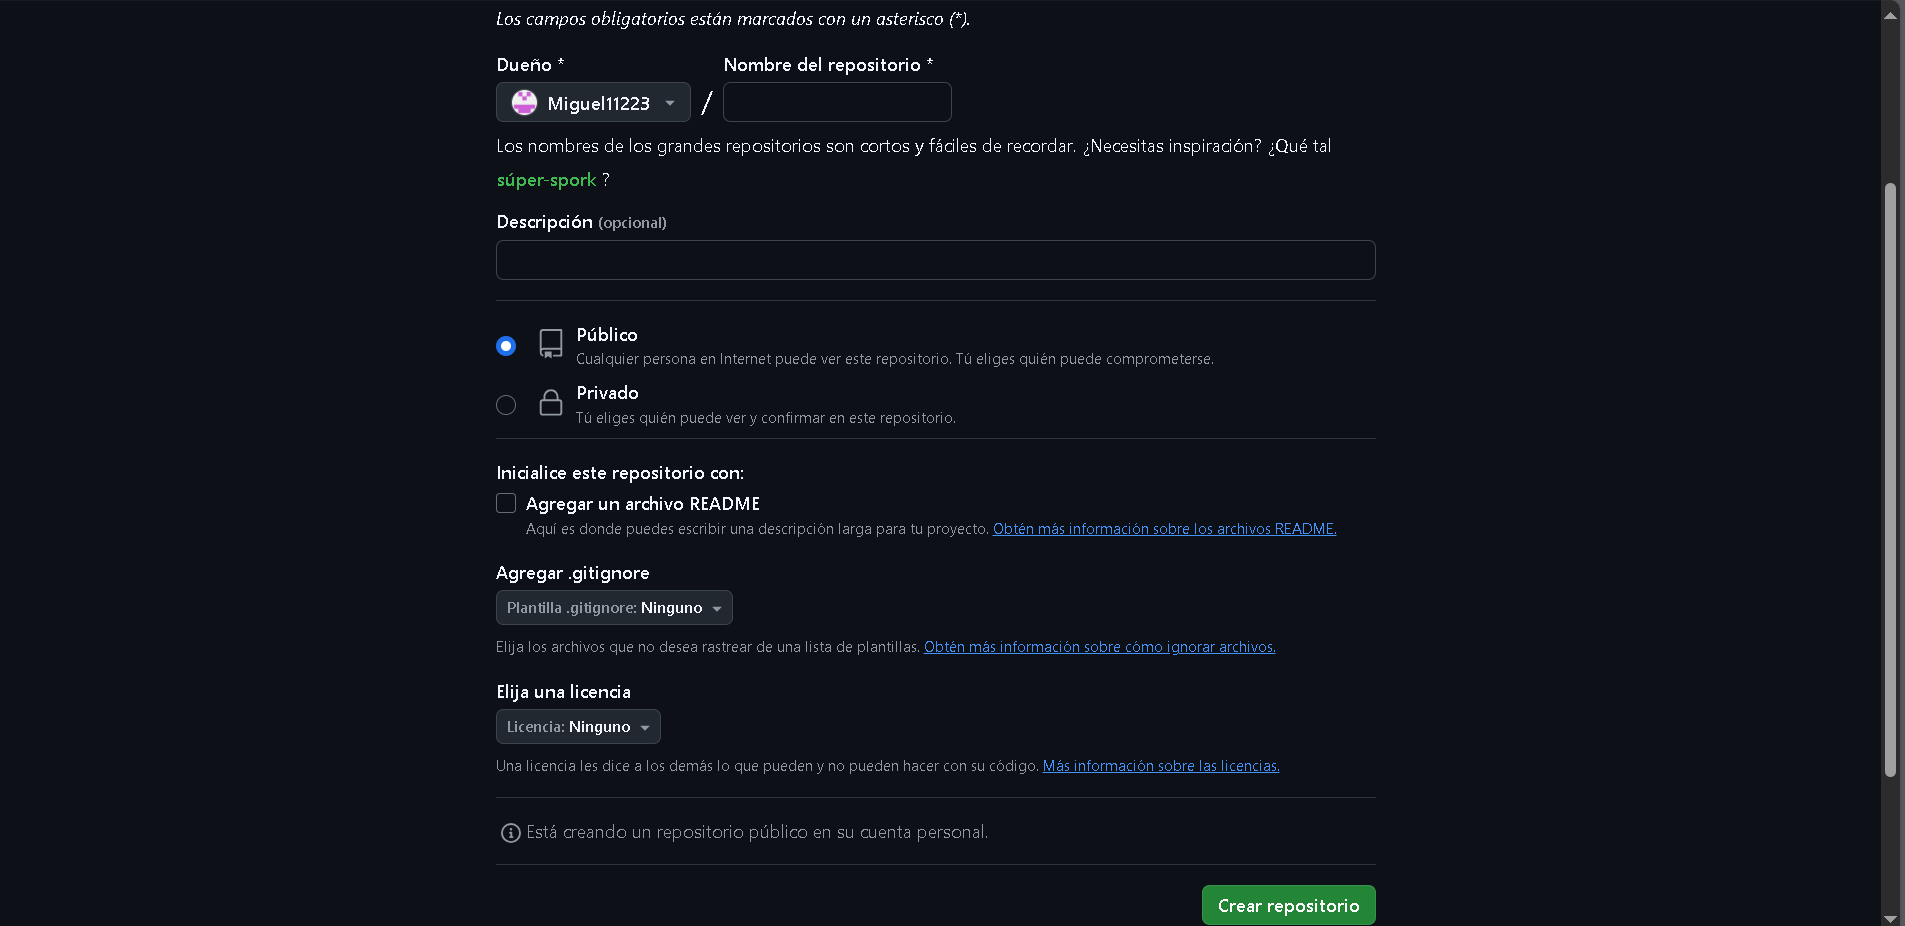 Los campos obligatorios están marcados con un asterisco (*).
Dueño *
Nombre del repositorio *
Miguel11223
/
Los nombres de los grandes repositorios son cortos y fáciles de recordar. ¿Necesitas inspiración? ¿Qué tal
súper-spork ?
Descripción (opcional)
Público
Cualquier persona en Internet puede ver este repositorio. Tú eliges quién puede comprometerse.
Privado
Tú eliges quién puede ver y confirmar en este repositorio.
Inicialice este repositorio con:
Agregar un archivo README
Aquí es donde puedes escribir una descripción larga para tu proyecto. Obtén más información sobre los archivos README.
Agregar .gitignore
Plantilla .gitignore: Ninguno
Elija los archivos que no desea rastrear de una lista de plantillas. Obtén más información sobre cómo ignorar archivos.
Elija una licencia
Licencia: Ninguno
Una licencia les dice a los demás lo que pueden y no pueden hacer con su código. Más información sobre las licencias.
Está creando un repositorio público en su cuenta personal.
Crear repositorio